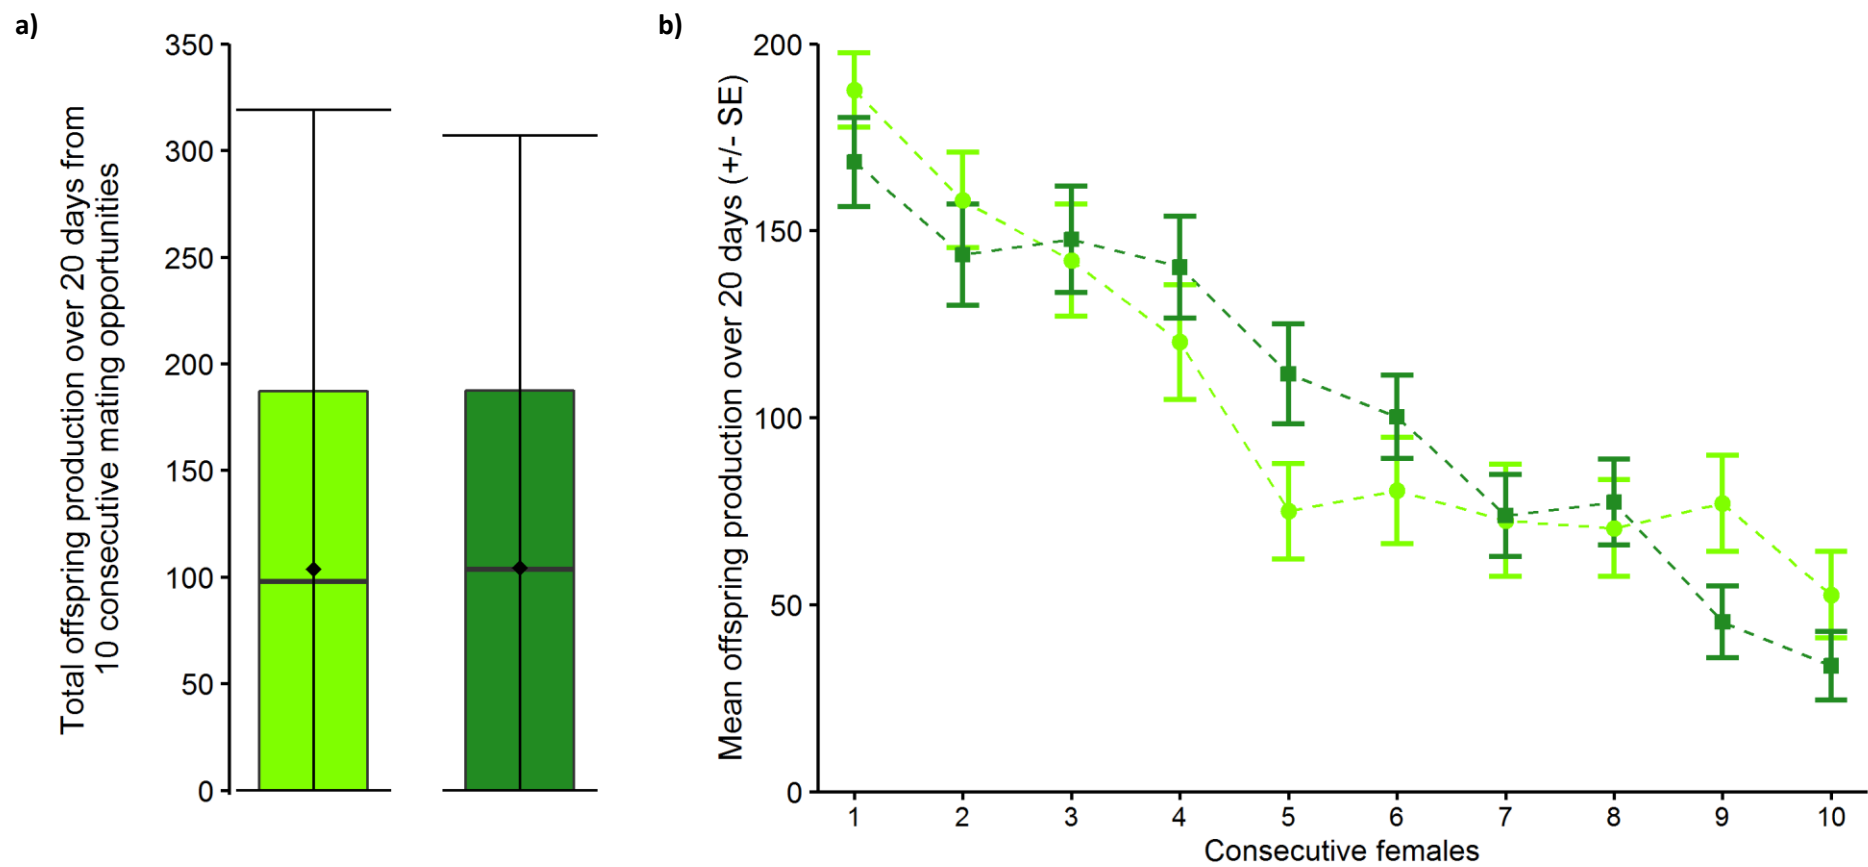 a)
Total offspring production over 20 days from
10 consecutive mating opportunities
350
300
250
200
150
100
50
0
b)
Mean offspring production over 20 days (+/- SE)
200
150
100
50
0
1 2 3 4 5 6 7 8 9 10
Consecutive females